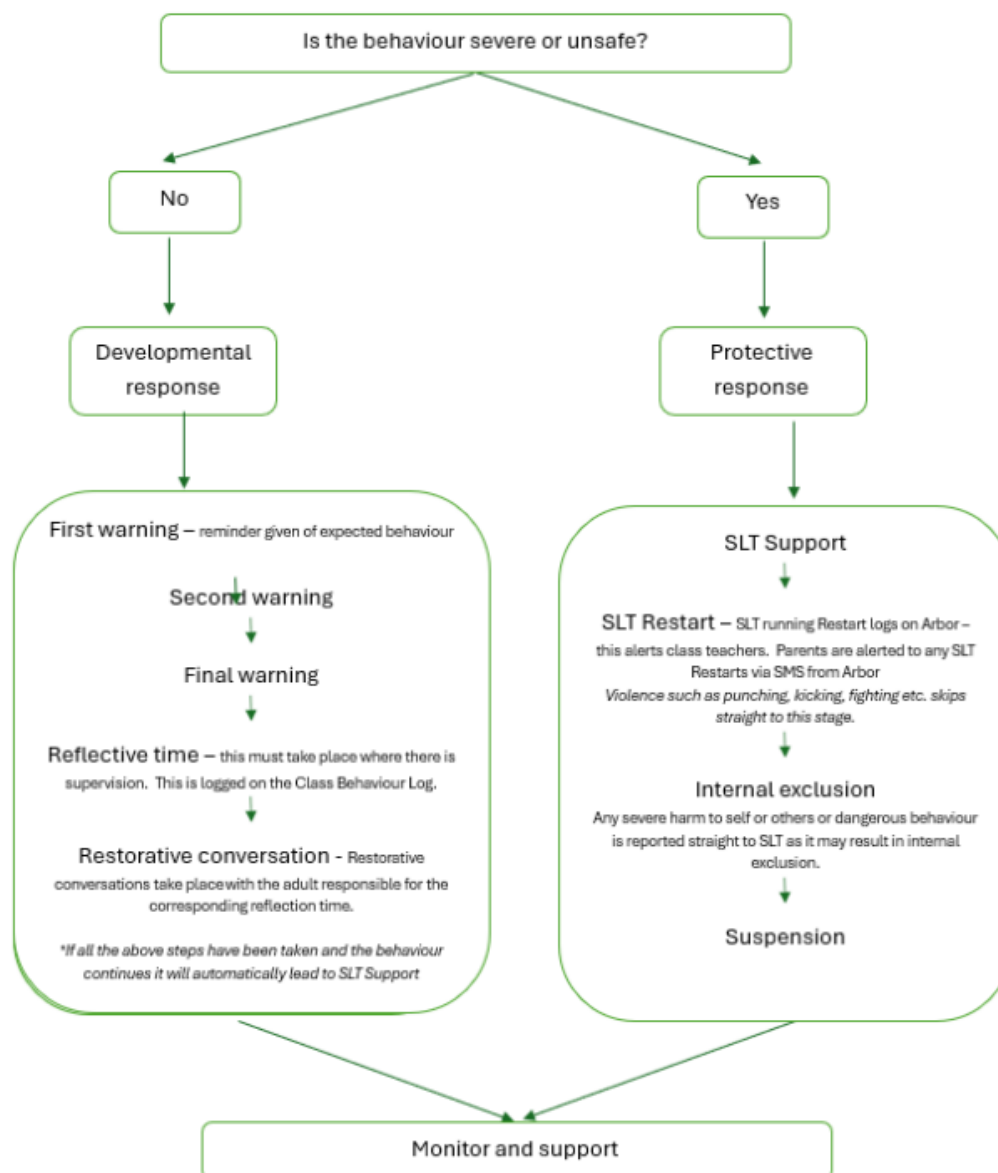 Is the behaviour severe or unsafe?
No
Yes
Developmental
response
Protective
response
First warning – reminder given of expected behaviour
Second warning
Final warning
Reflective time – this must take place where there is
supervision. This is logged on the Class Behaviour Log.
Restorative conversation - Restorative
conversations take place with the adult responsible for the
corresponding reflection time.
*If all the above steps have been taken and the behaviour
continues it will automatically lead to SLT Support
SLT Support
SLT Restart – SLT running Restart logs on Arbor –
this alerts class teachers. Parents are alerted to any SLT
Restarts via SMS from Arbor
Violence such as punching, kicking, fighting etc. skips
straight to this stage.
Internal exclusion
Any severe harm to self or others or dangerous behaviour
is reported straight to SLT as it may result in internal
exclusion.
Suspension
Monitor and support